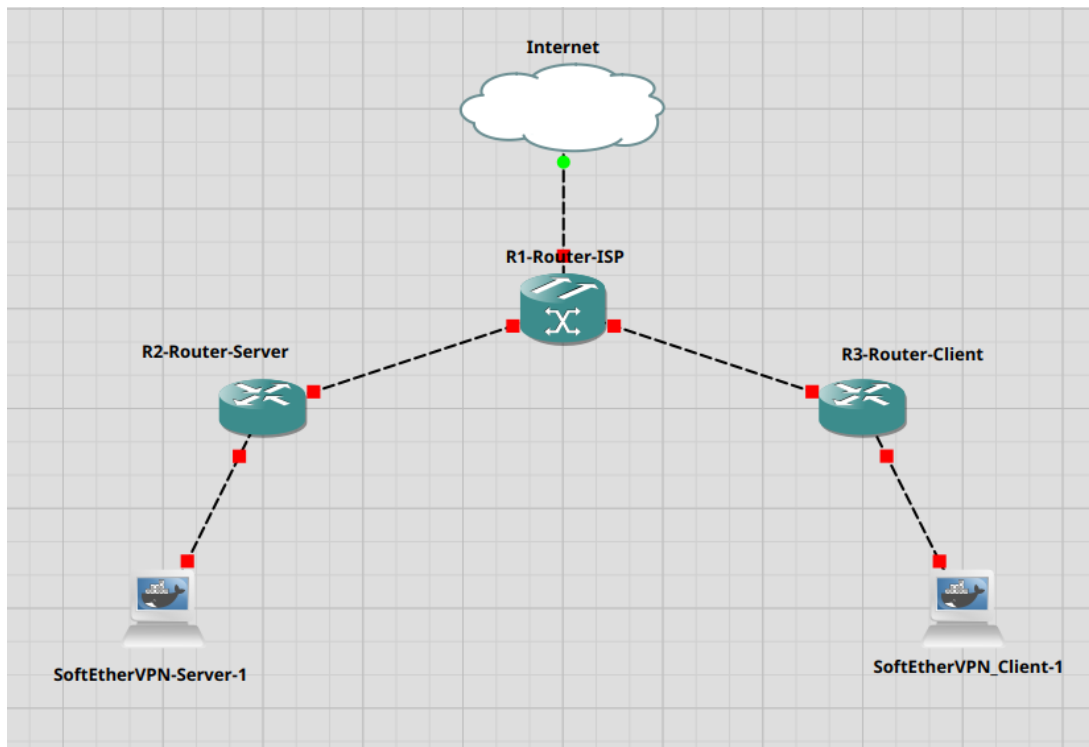 Internet
R1-Router-ISP
R2-Router-Server
R3-Router-Client
SoftEtherVPN-Server-1
SoftEtherVPN_Client-1